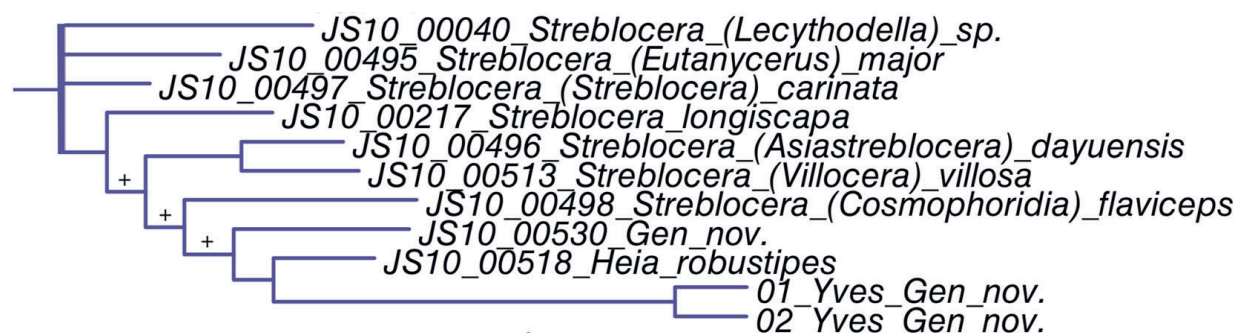 JS10_00040_Streblocera_(Lecythodella)_sp.
JS10_00495_Streblocera_(Eutanycerus)_major
JS10_00497_Streblocera_(Streblocera)_carinata
JS10_00217_Streblocera_longiscapa
JS10_00496_Streblocera_(Asiastreblocera)_dayuensis
+
JS10_00513_Streblocera_(Villocera)_villosa
JS10_00498_Streblocera_(Cosmophoridia)_flaviceps
+
JS10_00530_Gen_nov.
+
JS10_00518_Heia_robustipes
01_Yves_Gen_nov.
02_Yves_Gen_nov.